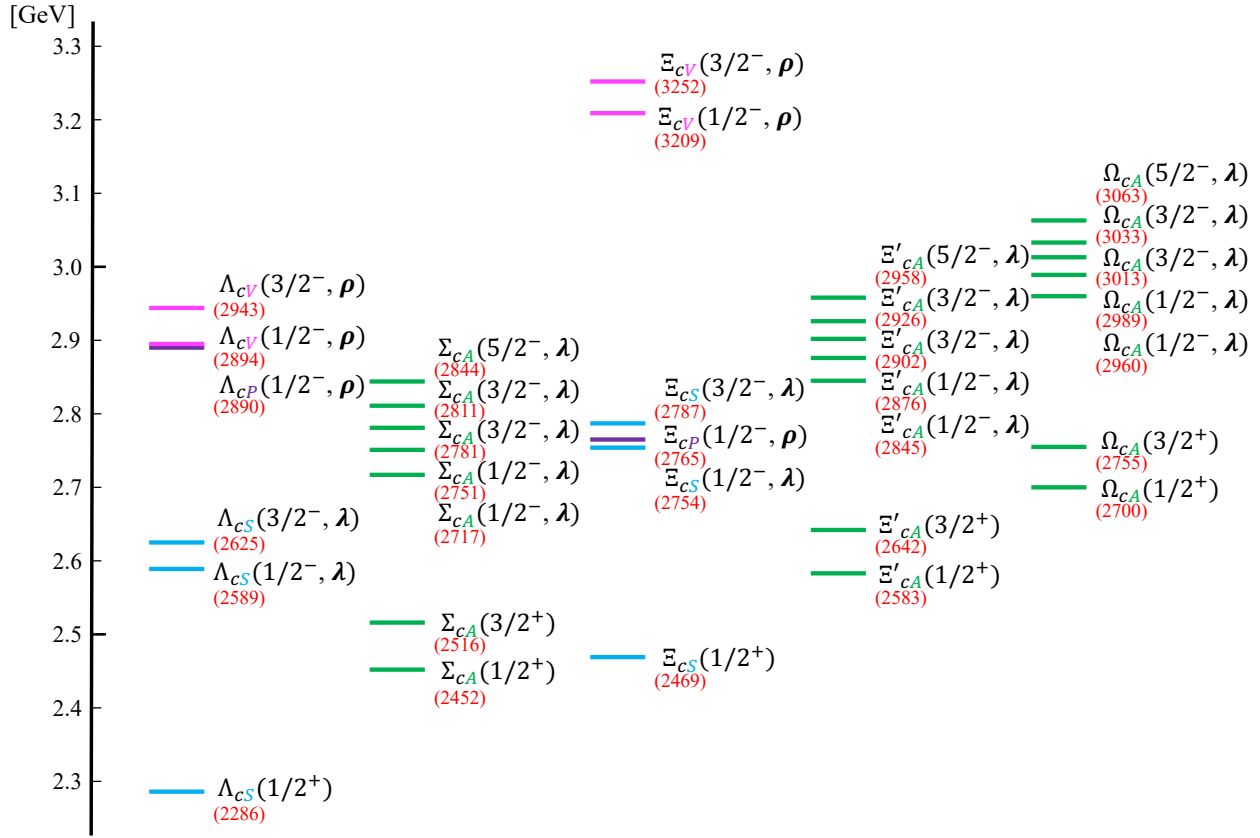 [GeV]
3.3
3.2
3.1
3.0
2.9
2.8
2.7
2.6
2.5
2.4
2.3
Λ_cV(3/2⁻, ρ)
(2943)
Λ_cV(1/2⁻, ρ)
(2894)
Λ_cP(1/2⁻, ρ)
(2890)
Λ_cS(3/2⁻, λ)
(2625)
Λ_cS(1/2⁻, λ)
(2589)
Λ_cS(1/2⁺)
(2286)
Σ_cA(5/2⁻, λ)
(2844)
Σ_cA(3/2⁻, λ)
(2811)
Σ_cA(3/2⁻, λ)
(2781)
Σ_cA(1/2⁻, λ)
(2751)
Σ_cA(1/2⁻, λ)
(2717)
Σ_cA(3/2⁺)
(2516)
Σ_cA(1/2⁺)
(2452)
Ξ_cV(3/2⁻, ρ)
(3252)
Ξ_cV(1/2⁻, ρ)
(3209)
Ξ_cS(3/2⁻, λ)
(2787)
Ξ_cP(1/2⁻, ρ)
(2765)
Ξ_cS(1/2⁻, λ)
(2754)
Ξ_cS(1/2⁺)
(2469)
Ξ'_cA(5/2⁻, λ)
(2958)
Ξ'_cA(3/2⁻, λ)
(2926)
Ξ'_cA(3/2⁻, λ)
(2902)
Ξ'_cA(1/2⁻, λ)
(2876)
Ξ'_cA(1/2⁻, λ)
(2845)
Ξ'_cA(3/2⁺)
(2642)
Ξ'_cA(1/2⁺)
(2583)
Ω_cA(5/2⁻, λ)
(3063)
Ω_cA(3/2⁻, λ)
(3033)
Ω_cA(3/2⁻, λ)
(3013)
Ω_cA(1/2⁻, λ)
(2989)
Ω_cA(1/2⁻, λ)
(2960)
Ω_cA(3/2⁺)
(2755)
Ω_cA(1/2⁺)
(2700)